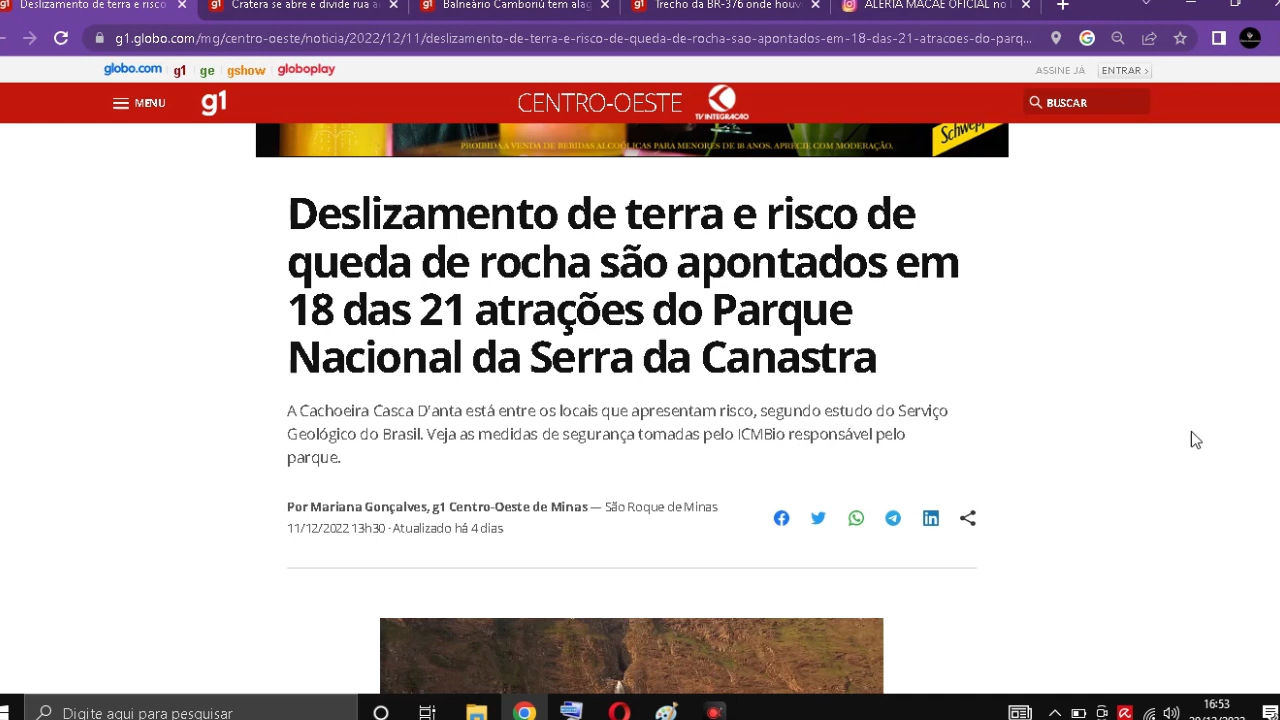 Deslizamento de terra e risco
Cratera se abre e divide rua a
Balneário Camboriú tem alag
Trecho da BR-376 onde houv
ALERTA MACAÉ OFICIAL no I
g1.globo.com/mg/centro-oeste/noticia/2022/12/11/deslizamento-de-terra-e-risco-de-queda-de-rocha-sao-apontados-em-18-das-21-atracoes-do-parq...
globo.com g1 ge gshow globoplay
ASSINE JÁ ENTRAR ›
MENU g1 CENTRO-OESTE TV INTEGRAÇÃO BUSCAR
PROIBIDA A VENDA DE BEBIDAS ALCOÓLICAS PARA MENORES DE 18 ANOS. APRECIE COM MODERAÇÃO.
Deslizamento de terra e risco de
queda de rocha são apontados em
18 das 21 atrações do Parque
Nacional da Serra da Canastra
A Cachoeira Casca D'anta está entre os locais que apresentam risco, segundo estudo do Serviço
Geológico do Brasil. Veja as medidas de segurança tomadas pelo ICMBio responsável pelo
parque.
Por Mariana Gonçalves, g1 Centro-Oeste de Minas — São Roque de Minas
11/12/2022 13h30 · Atualizado há 4 dias
Digite aqui para pesquisar
16:53